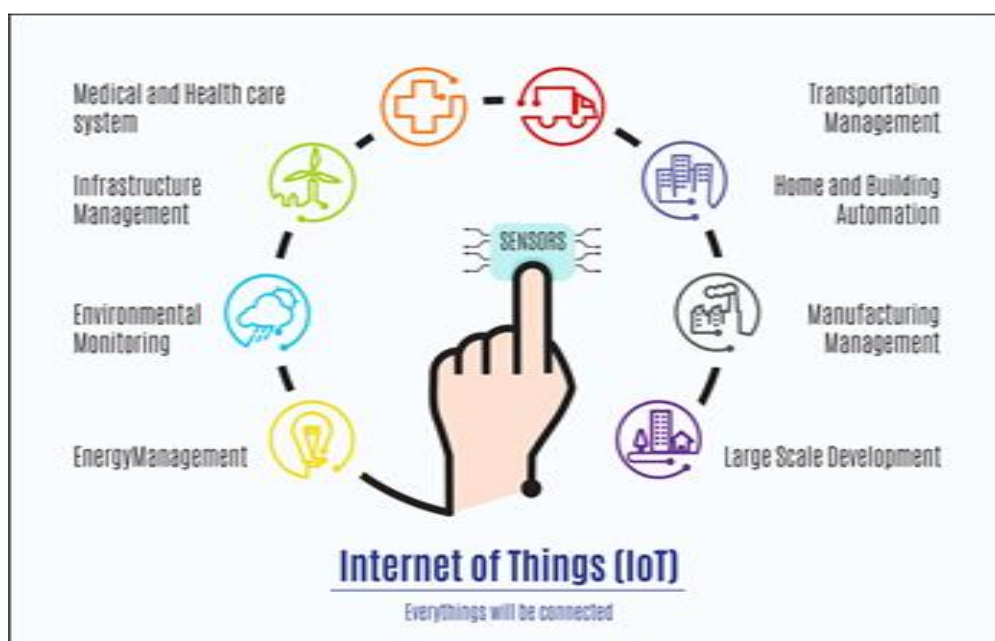 Medical and Health care
system
Transportation
Management
Infrastructure
Management
Home and Building
Automation
SENSORS
Environmental
Monitoring
Manufacturing
Management
EnergyManagement
Large Scale Development
Internet of Things (IoT)
Everythings will be connected